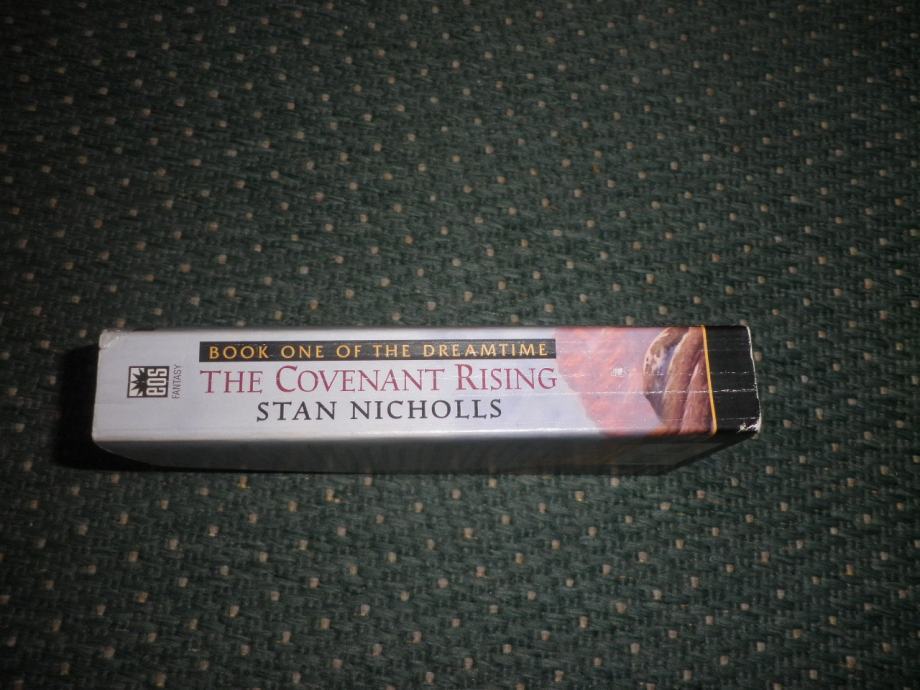 eos
FANTASY
BOOK ONE OF THE DREAMTIME
THE COVENANT RISING
STAN NICHOLLS